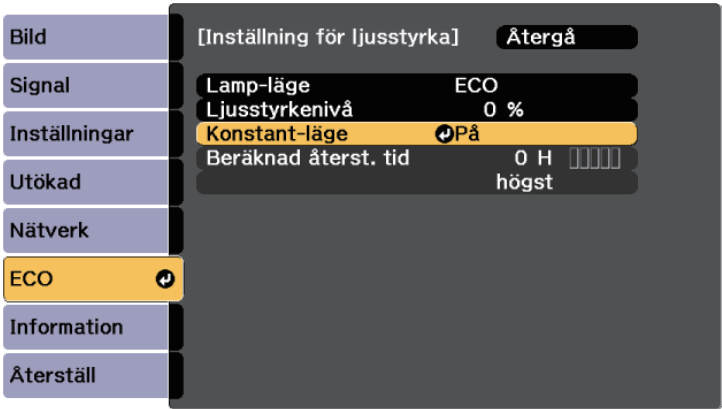 Bild
Signal
Inställningar
Utökad
Nätverk
ECO
Information
Återställ
[Inställning för ljusstyrka] Återgå
Lamp-läge ECO
Ljusstyrkenivå 0 %
Konstant-läge På
Beräknad återst. tid 0 H
högst